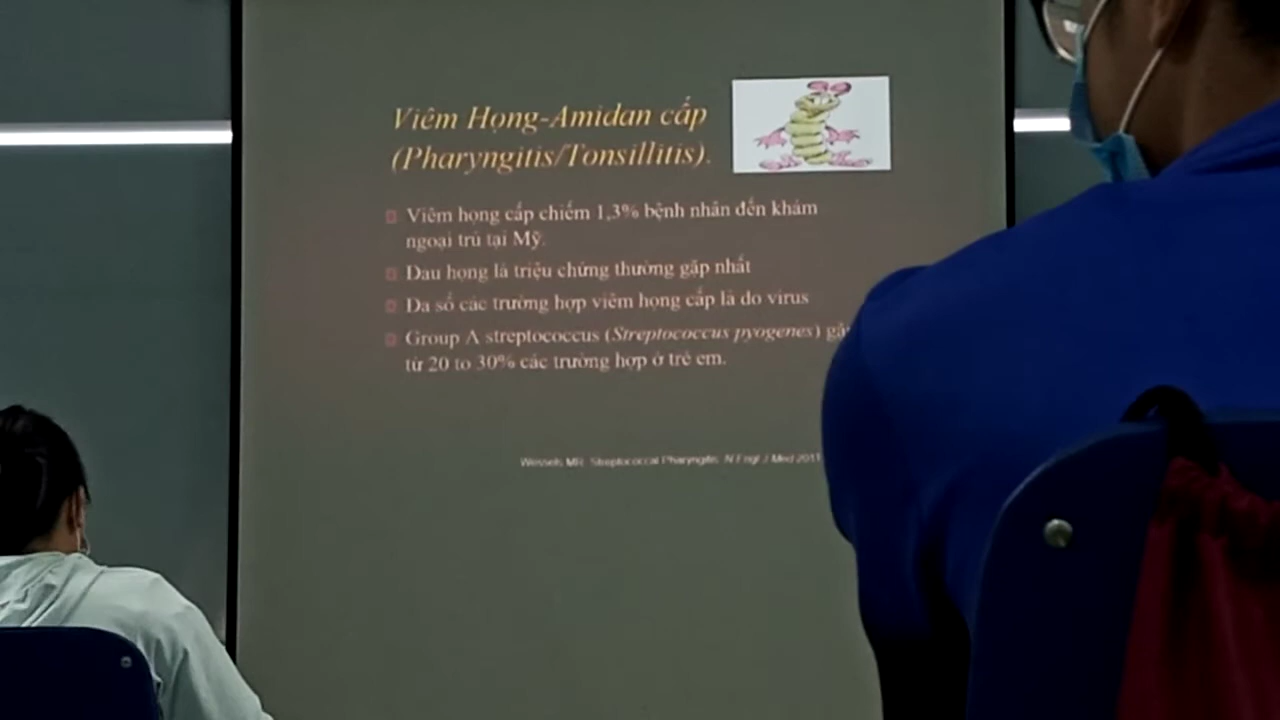 Viêm Họng-Amidan cấp
(Pharyngitis/Tonsillitis).
Viêm họng cấp chiếm 1,3% bệnh nhân đến khám
ngoại trú tại Mỹ.
Đau họng là triệu chứng thường gặp nhất
Đa số các trường hợp viêm họng cấp là do virus
Group A streptococcus (Streptococcus pyogenes)
từ 20 to 30% các trường hợp ở trẻ em.
Wessels MR. Streptococcal Pharyngitis. N Engl J Med 2011